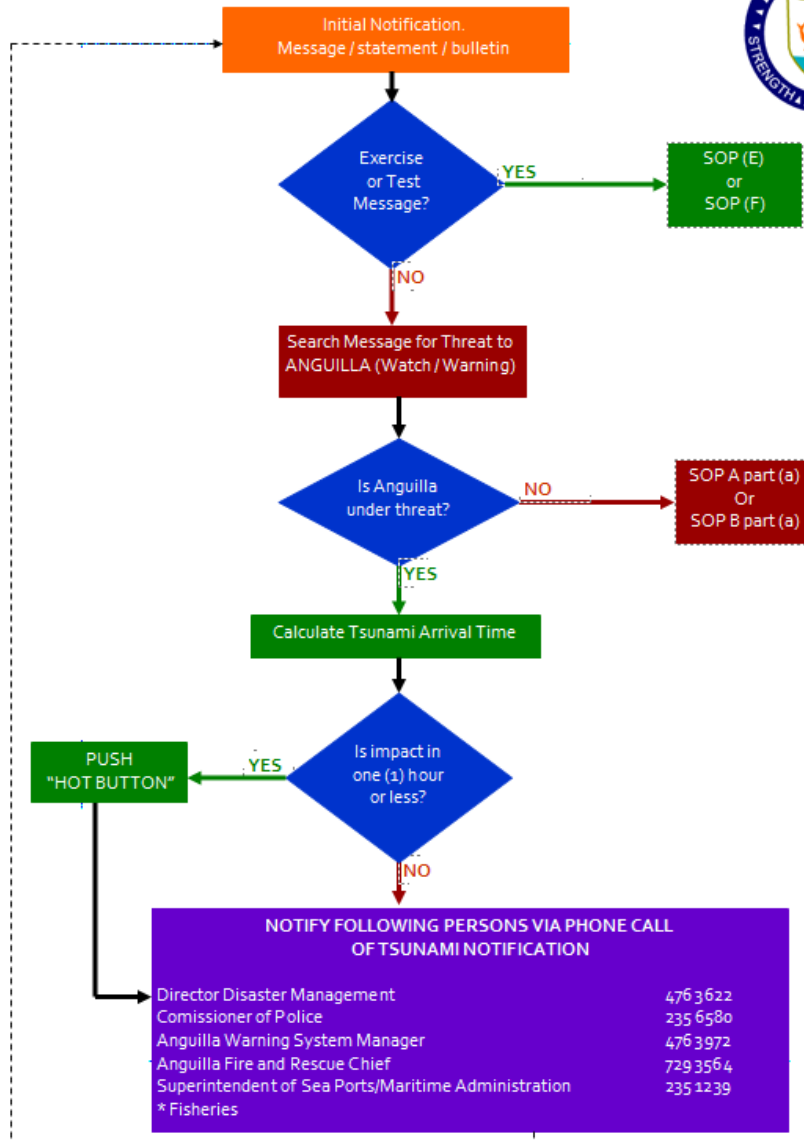 Initial Notification.
Message / statement / bulletin
STRENGTH
Exercise
or Test
Message?
YES
SOP (E)
or
SOP (F)
NO
Search Message for Threat to
ANGUILLA (Watch / Warning)
Is Anguilla
under threat?
NO
SOP A part (a)
Or
SOP B part (a)
YES
Calculate Tsunami Arrival Time
Is impact in
one (1) hour
or less?
YES
PUSH
"HOT BUTTON"
NO
NOTIFY FOLLOWING PERSONS VIA PHONE CALL
OF TSUNAMI NOTIFICATION
Director Disaster Management 476 3622
Comissioner of Police 235 6580
Anguilla Warning System Manager 476 3972
Anguilla Fire and Rescue Chief 729 3564
Superintendent of Sea Ports/Maritime Administration 235 1239
* Fisheries